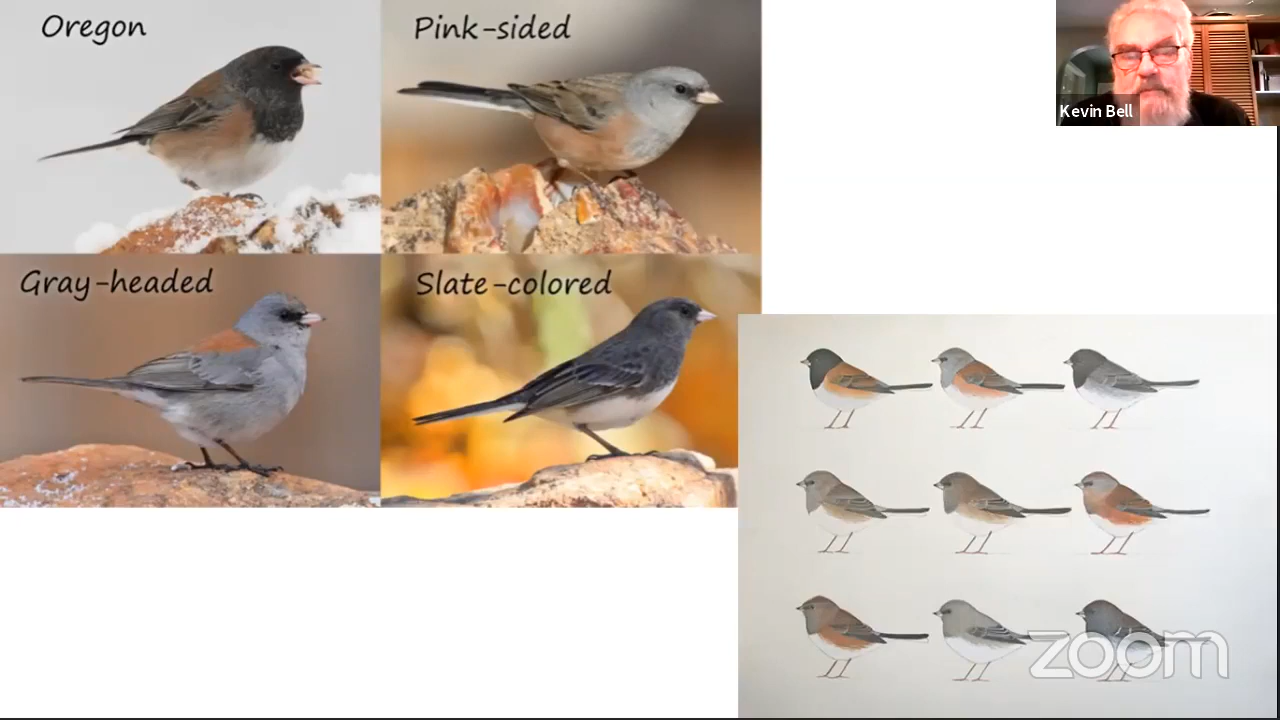 Oregon
Pink-sided
Kevin Bell
Gray-headed
Slate-colored
zoom